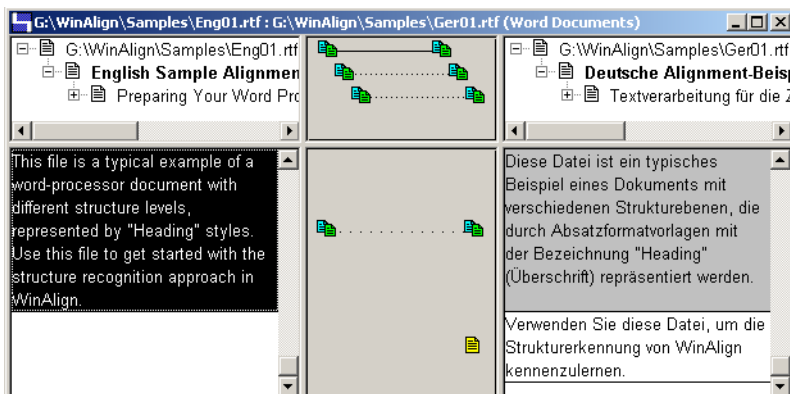 G:\WinAlign\Samples\Eng01.rtf : G:\WinAlign\Samples\Ger01.rtf (Word Documents)
G:\WinAlign\Samples\Eng01.rtf
English Sample Alignmen
Preparing Your Word Pro
G:\WinAlign\Samples\Ger01.rtf
Deutsche Alignment-Beisp
Textverarbeitung für die Z
This file is a typical example of a
word-processor document with
different structure levels,
represented by "Heading" styles.
Use this file to get started with the
structure recognition approach in
WinAlign.
Diese Datei ist ein typisches
Beispiel eines Dokuments mit
verschiedenen Strukturebenen, die
durch Absatzformatvorlagen mit
der Bezeichnung "Heading"
(Überschrift) repräsentiert werden.
Verwenden Sie diese Datei, um die
Strukturerkennung von WinAlign
kennenzulernen.